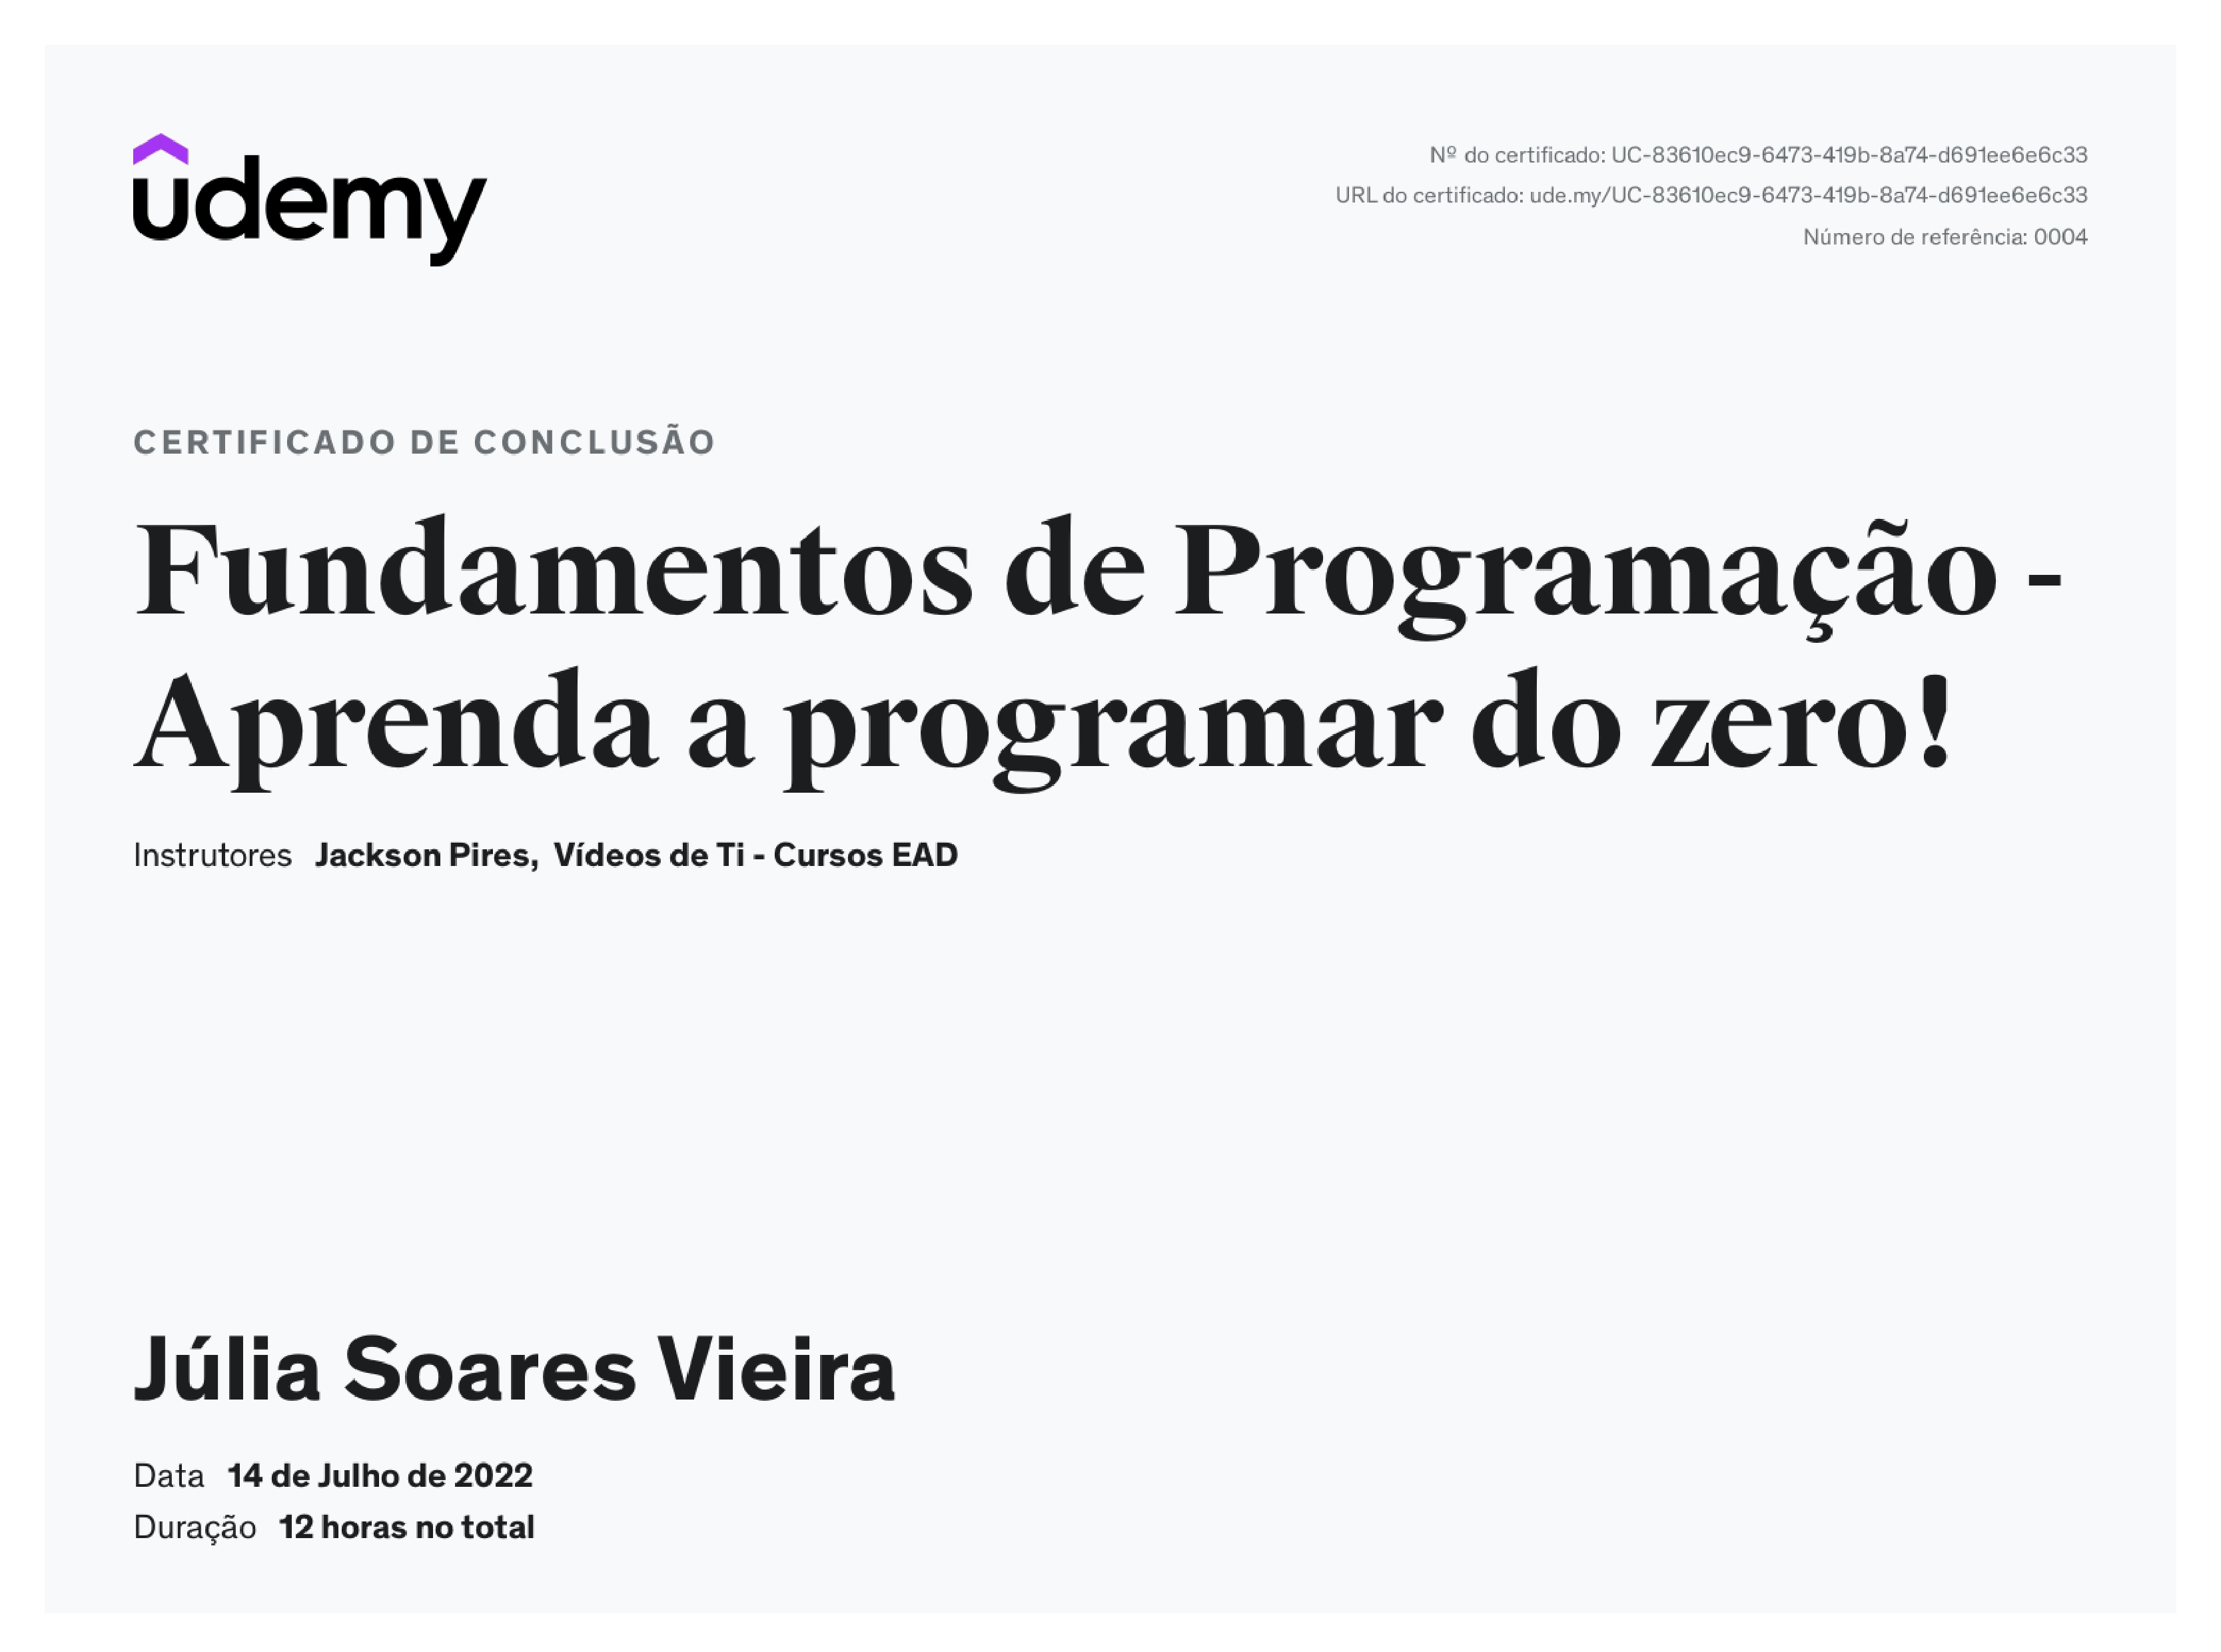 udemy
Nº do certificado: UC-83610ec9-6473-419b-8a74-d691ee6e6c33
URL do certificado: ude.my/UC-83610ec9-6473-419b-8a74-d691ee6e6c33
Número de referência: 0004
CERTIFICADO DE CONCLUSÃO
Fundamentos de Programação -
Aprenda a programar do zero!
Instrutores Jackson Pires, Vídeos de Ti - Cursos EAD
Júlia Soares Vieira
Data 14 de Julho de 2022
Duração 12 horas no total